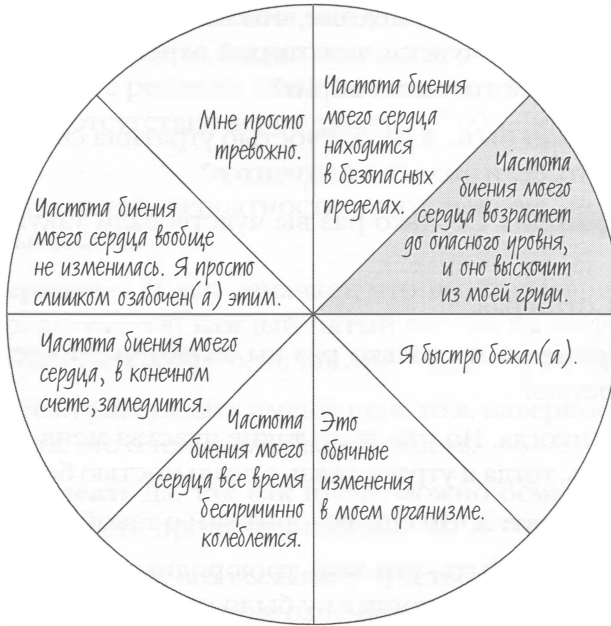 Частота биения
моего сердца
находится
в безопасных
пределах.
Частота
биения моего
сердца возрастет
до опасного уровня,
и оно выскочит
из моей груди.
Я быстро бежал(а).
Это
обычные
изменения
в моем организме.
Частота
биения моего
сердца все время
беспричинно
колеблется.
Частота биения моего
сердца, в конечном
счете, замедлится.
Частота биения
моего сердца вообще
не изменилась. Я просто
слишком озабочен(а) этим.
Мне просто
тревожно.